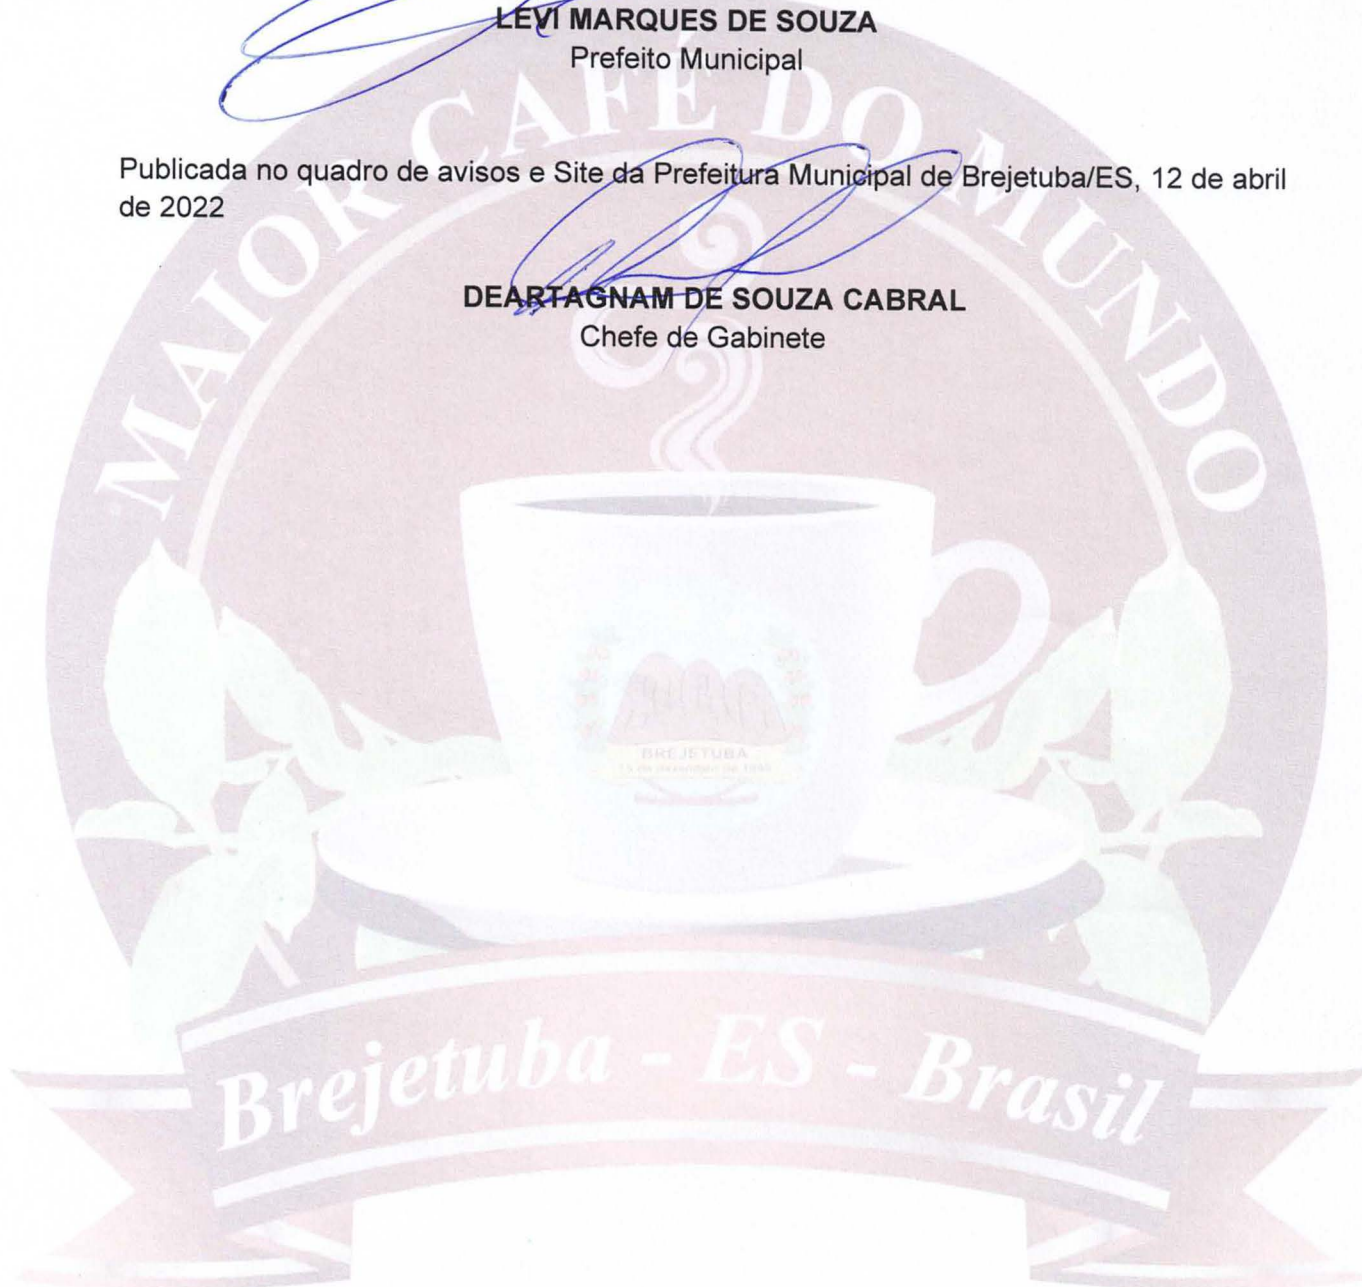 LEVI MARQUES DE SOUZA
Prefeito Municipal
MAIOR CAFÉ DO MUNDO
Publicada no quadro de avisos e Site da Prefeitura Municipal de Brejetuba/ES, 12 de abril
de 2022
DEARTAGNAM DE SOUZA CABRAL
Chefe de Gabinete
BREJETUBA
Brejetuba - ES - Brasil